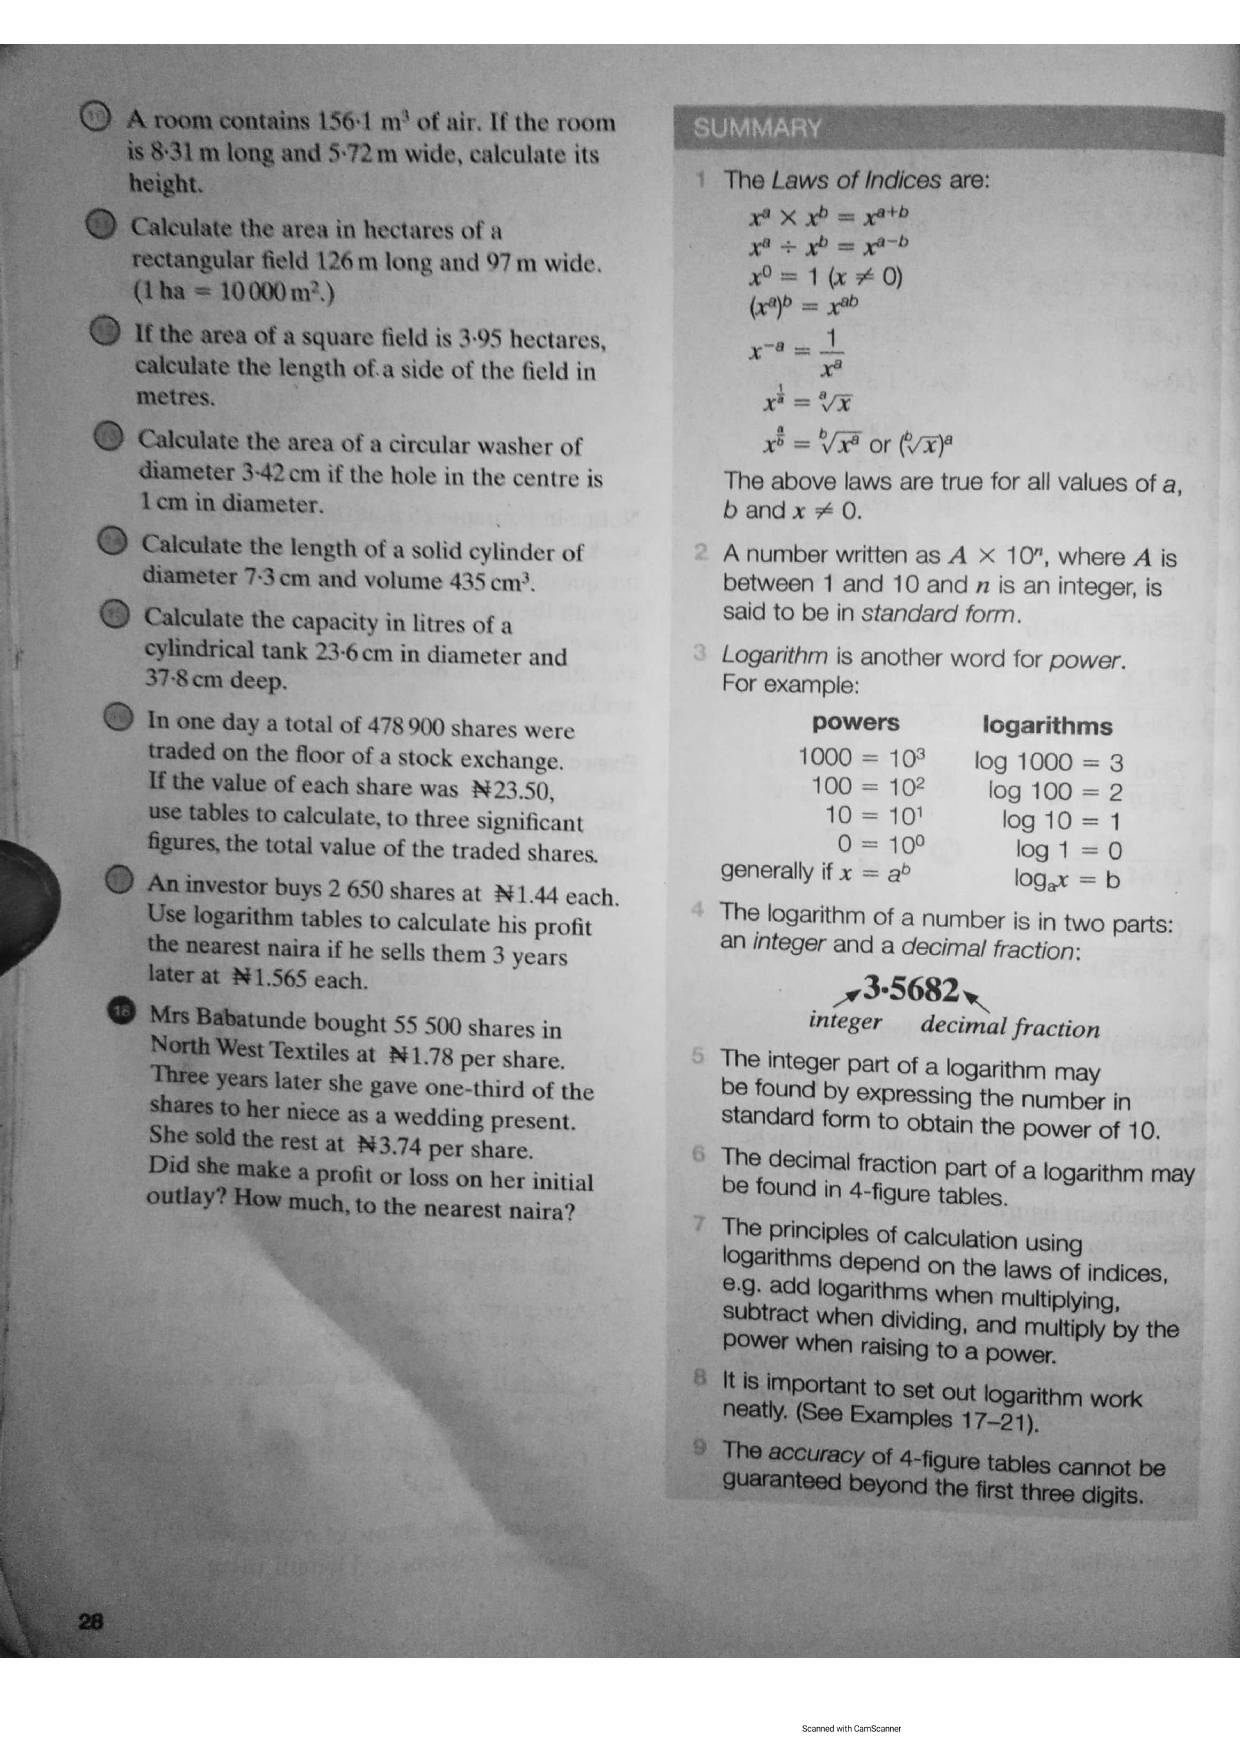 10 A room contains 156·1 m³ of air. If the room
is 8·31 m long and 5·72 m wide, calculate its
height.
11 Calculate the area in hectares of a
rectangular field 126 m long and 97 m wide.
(1 ha = 10 000 m².)
12 If the area of a square field is 3·95 hectares,
calculate the length of a side of the field in
metres.
13 Calculate the area of a circular washer of
diameter 3·42 cm if the hole in the centre is
1 cm in diameter.
14 Calculate the length of a solid cylinder of
diameter 7·3 cm and volume 435 cm³.
15 Calculate the capacity in litres of a
cylindrical tank 23·6 cm in diameter and
37·8 cm deep.
16 In one day a total of 478 900 shares were
traded on the floor of a stock exchange.
If the value of each share was ₦23.50,
use tables to calculate, to three significant
figures, the total value of the traded shares.
17 An investor buys 2 650 shares at ₦1.44 each.
Use logarithm tables to calculate his profit
the nearest naira if he sells them 3 years
later at ₦1.565 each.
18 Mrs Babatunde bought 55 500 shares in
North West Textiles at ₦1.78 per share.
Three years later she gave one-third of the
shares to her niece as a wedding present.
She sold the rest at ₦3.74 per share.
Did she make a profit or loss on her initial
outlay? How much, to the nearest naira?
28
SUMMARY
1 The Laws of Indices are:
xᵃ × xᵇ = xᵃ⁺ᵇ
xᵃ ÷ xᵇ = xᵃ⁻ᵇ
x⁰ = 1 (x ≠ 0)
(xᵃ)ᵇ = xᵃᵇ
x⁻ᵃ = 1/xᵃ
x^(1/a) = ᵃ√x
x^(a/b) = ᵇ√xᵃ or (ᵇ√x)ᵃ
The above laws are true for all values of a,
b and x ≠ 0.
2 A number written as A × 10ⁿ, where A is
between 1 and 10 and n is an integer, is
said to be in standard form.
3 Logarithm is another word for power.
For example:
powers logarithms
1000 = 10³ log 1000 = 3
100 = 10² log 100 = 2
10 = 10¹ log 10 = 1
0 = 10⁰ log 1 = 0
generally if x = aᵇ logₐx = b
4 The logarithm of a number is in two parts:
an integer and a decimal fraction:
3·5682
integer decimal fraction
5 The integer part of a logarithm may
be found by expressing the number in
standard form to obtain the power of 10.
6 The decimal fraction part of a logarithm may
be found in 4-figure tables.
7 The principles of calculation using
logarithms depend on the laws of indices,
e.g. add logarithms when multiplying,
subtract when dividing, and multiply by the
power when raising to a power.
8 It is important to set out logarithm work
neatly. (See Examples 17–21).
9 The accuracy of 4-figure tables cannot be
guaranteed beyond the first three digits.
Scanned with CamScanner